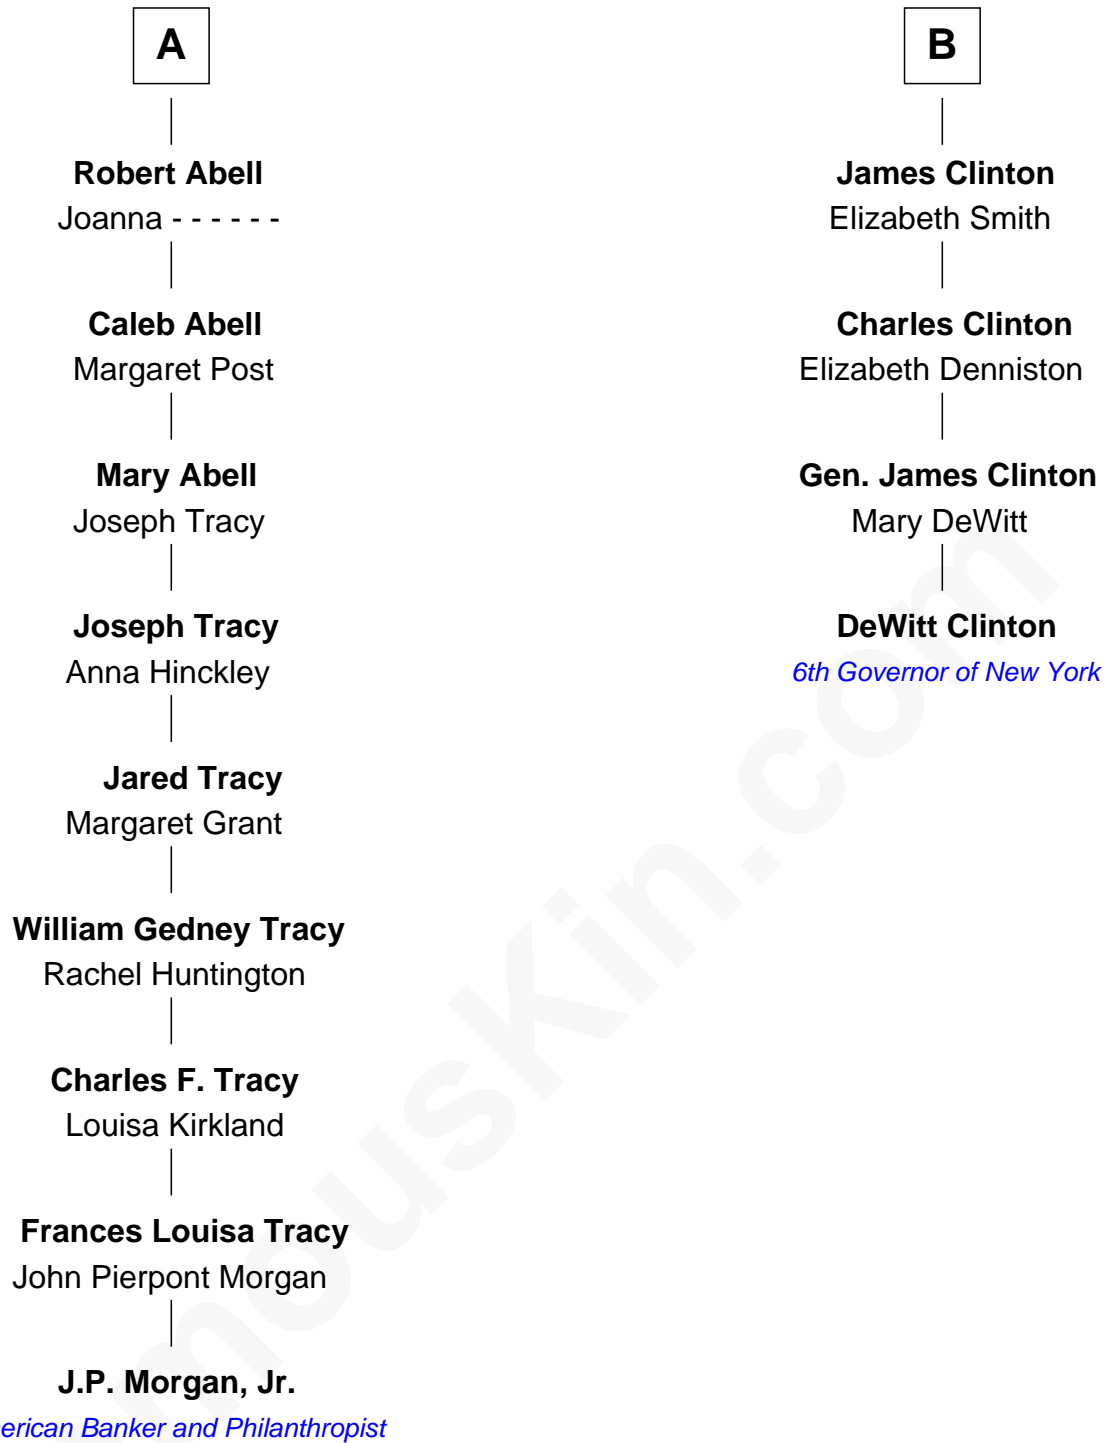 A
Robert Abell
Joanna - - - - - -
Caleb Abell
Margaret Post
Mary Abell
Joseph Tracy
Joseph Tracy
Anna Hinckley
Jared Tracy
Margaret Grant
William Gedney Tracy
Rachel Huntington
Charles F. Tracy
Louisa Kirkland
Frances Louisa Tracy
John Pierpont Morgan
J.P. Morgan, Jr.
erican Banker and Philanthropist
B
James Clinton
Elizabeth Smith
Charles Clinton
Elizabeth Denniston
Gen. James Clinton
Mary DeWitt
DeWitt Clinton
6th Governor of New York
mouskin.com